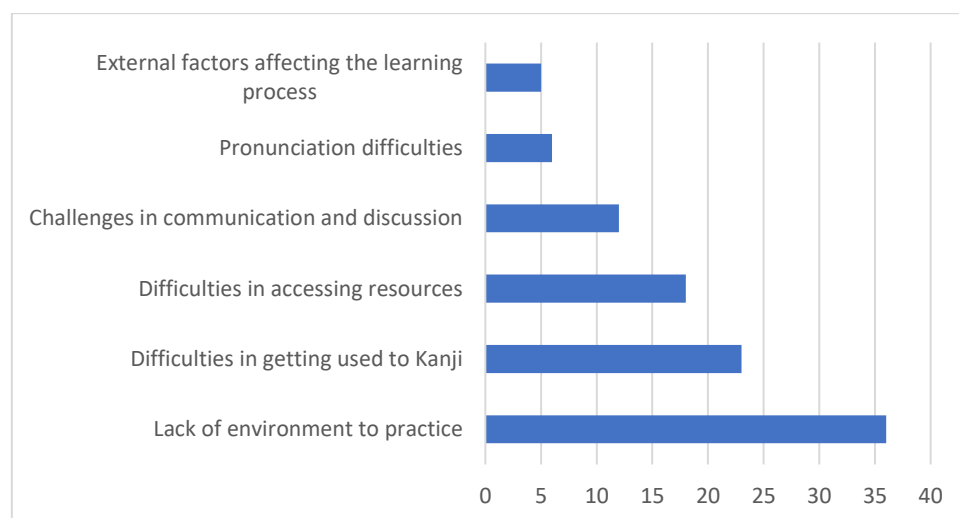 External factors affecting the learning
process
Pronunciation difficulties
Challenges in communication and discussion
Difficulties in accessing resources
Difficulties in getting used to Kanji
Lack of environment to practice
0 5 10 15 20 25 30 35 40